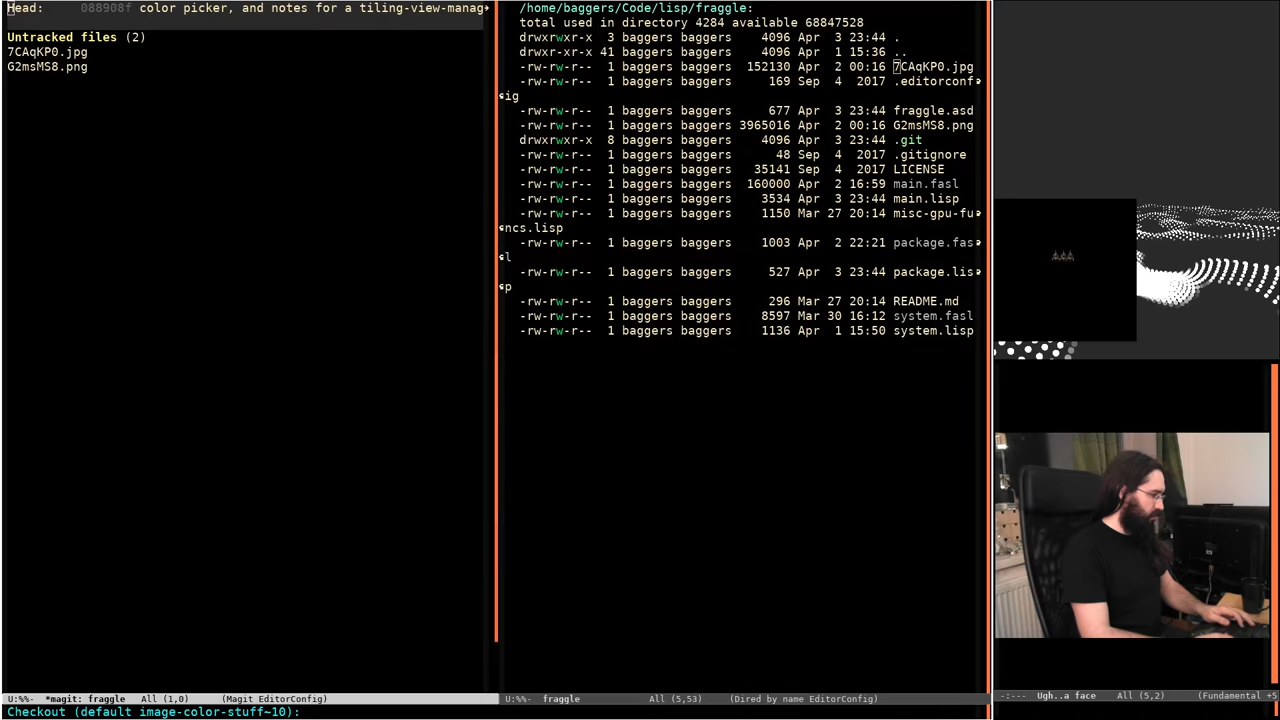 Head:     088908f color picker, and notes for a tiling-view-manag
Untracked files (2)
7CAqKP0.jpg
G2msMS8.png
/home/baggers/Code/lisp/fraggle:
total used in directory 4284 available 68847528
drwxrwxr-x  3 baggers baggers    4096 Apr  3 23:44 .
drwxr-xr-x 41 baggers baggers    4096 Apr  1 15:36 ..
-rw-rw-r--  1 baggers baggers  152130 Apr  2 00:16 7CAqKP0.jpg
-rw-rw-r--  1 baggers baggers     169 Sep  4  2017 .editorconf
ig
-rw-rw-r--  1 baggers baggers     677 Apr  3 23:44 fraggle.asd
-rw-rw-r--  1 baggers baggers 3965016 Apr  2 00:16 G2msMS8.png
drwxrwxr-x  8 baggers baggers    4096 Apr  3 23:44 .git
-rw-rw-r--  1 baggers baggers      48 Sep  4  2017 .gitignore
-rw-rw-r--  1 baggers baggers   35141 Sep  4  2017 LICENSE
-rw-rw-r--  1 baggers baggers  160000 Apr  2 16:59 main.fasl
-rw-rw-r--  1 baggers baggers    3534 Apr  3 23:44 main.lisp
-rw-rw-r--  1 baggers baggers    1150 Mar 27 20:14 misc-gpu-fu
ncs.lisp
-rw-rw-r--  1 baggers baggers    1003 Apr  2 22:21 package.fas
l
-rw-rw-r--  1 baggers baggers     527 Apr  3 23:44 package.lis
p
-rw-rw-r--  1 baggers baggers     296 Mar 27 20:14 README.md
-rw-rw-r--  1 baggers baggers    8597 Mar 30 16:12 system.fasl
-rw-rw-r--  1 baggers baggers    1136 Apr  1 15:50 system.lisp
U:%%-  *magit: fraggle   All (1,0)     (Magit EditorConfig)
U:%%-  fraggle            All (5,53)     (Dired by name EditorConfig)
-:---  Ugh..a face    All (5,2)     (Fundamental +5
Checkout (default image-color-stuff~10):